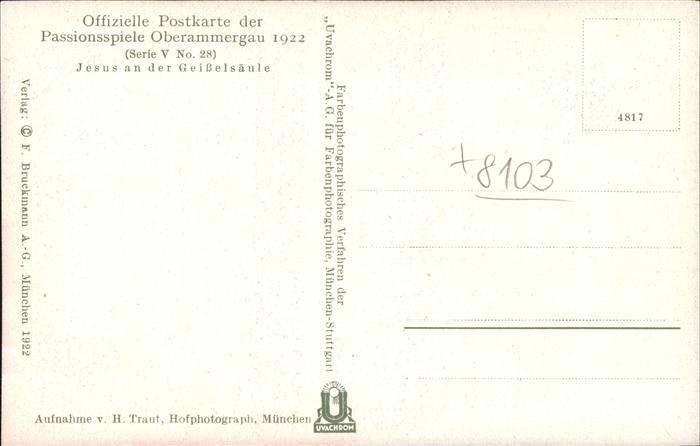 Offizielle Postkarte der
Passionsspiele Oberammergau 1922
(Serie V No. 28)
Jesus an der Geißelsäule
Verlag: © F. Bruckmann A.-G., München 1922
Farbenphotographisches Verfahren der
„Uvachrom"-A.G. für Farbenphotographie, München-Stuttgart
4817
+8103
Aufnahme v. H. Traut, Hofphotograph, München
UVACHROM